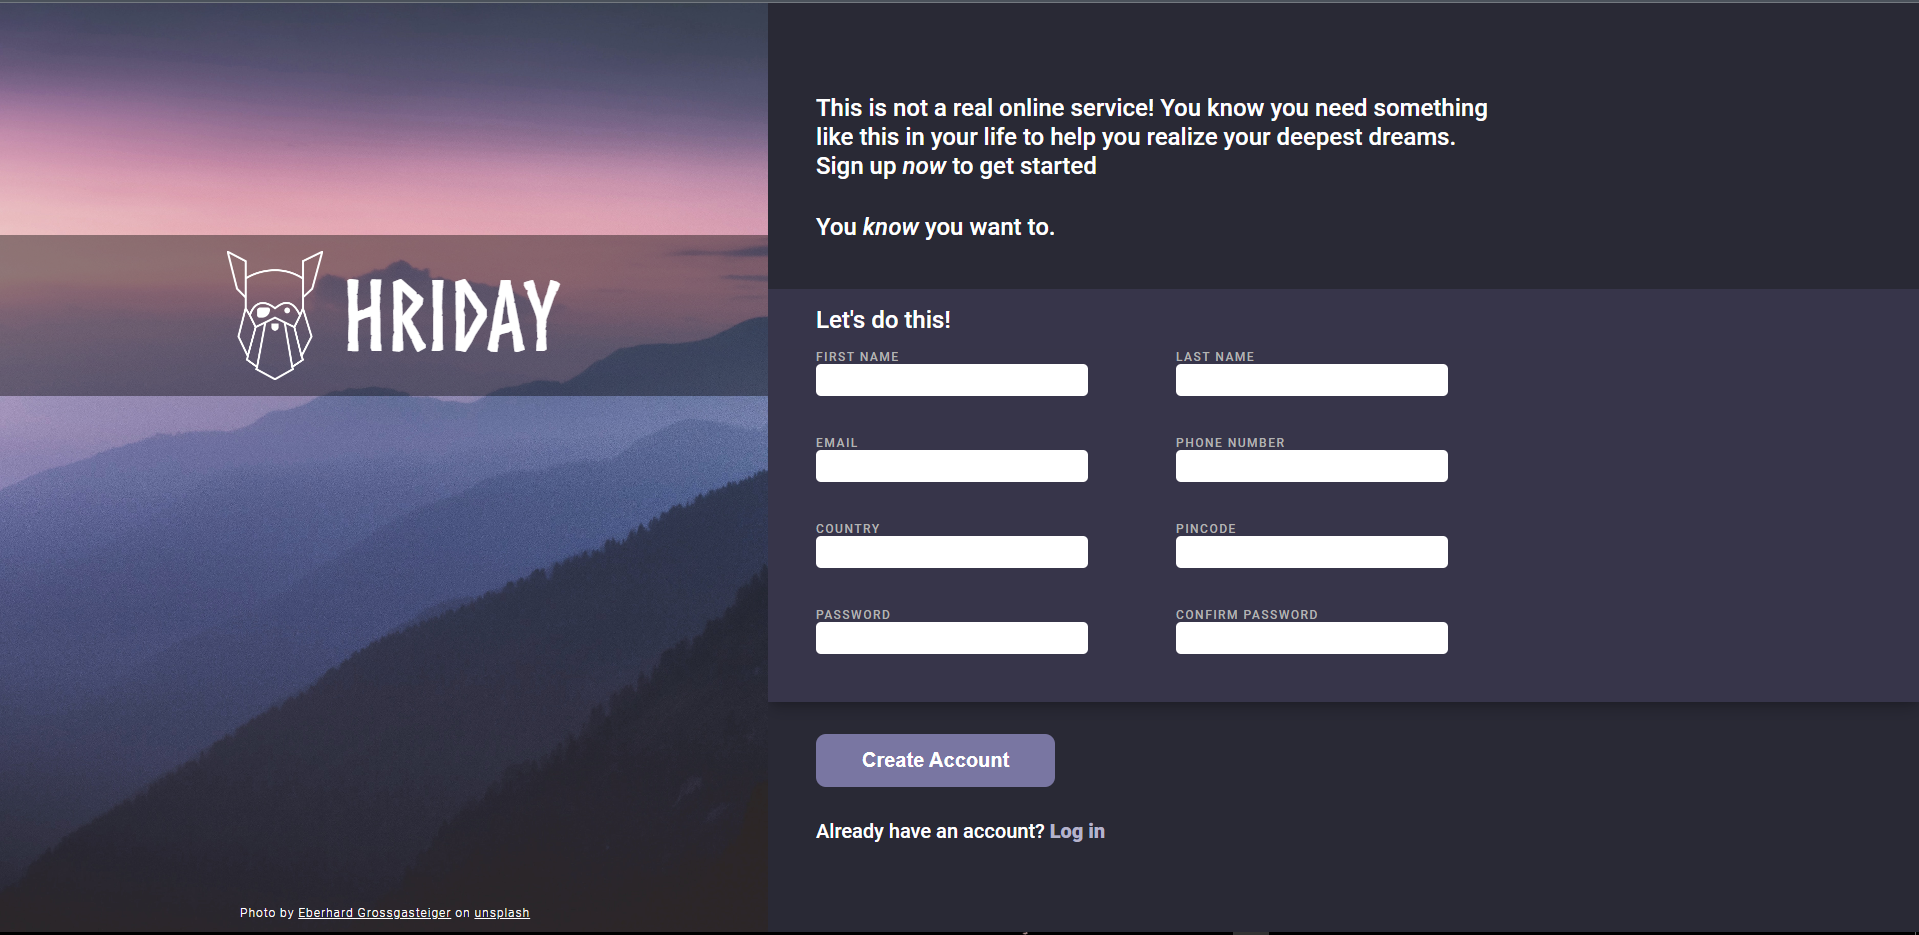 HRIDAY
Photo by Eberhard Grossgasteiger on unsplash
This is not a real online service! You know you need something
like this in your life to help you realize your deepest dreams.
Sign up now to get started
You know you want to.
Let's do this!
FIRST NAME
LAST NAME
EMAIL
PHONE NUMBER
COUNTRY
PINCODE
PASSWORD
CONFIRM PASSWORD
Create Account
Already have an account? Log in